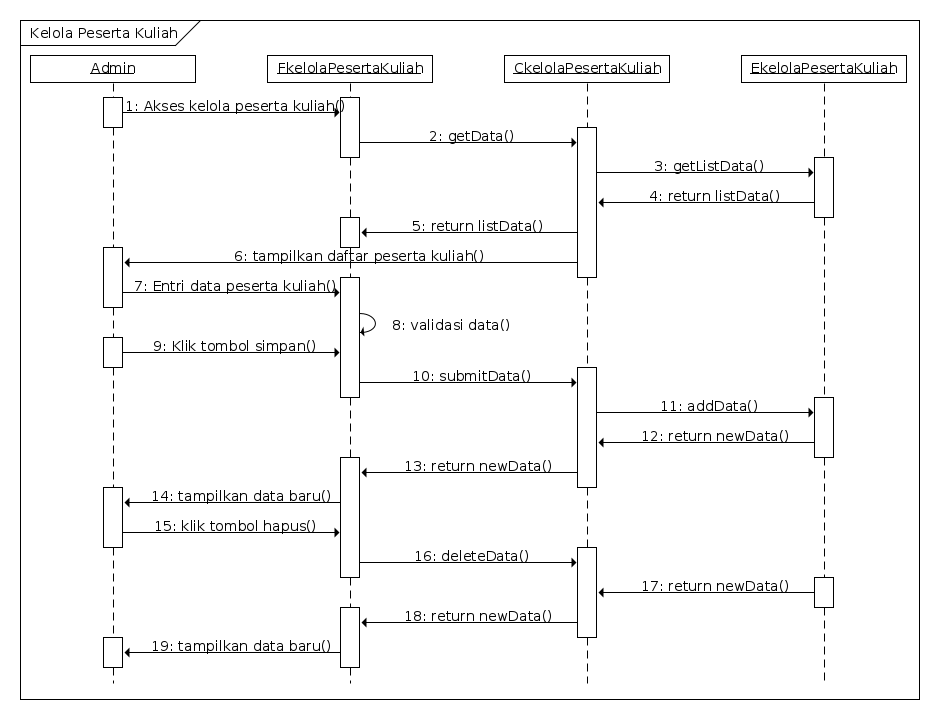 Kelola Peserta Kuliah
Admin
FkelolaPesertaKuliah
CkelolaPesertaKuliah
EkelolaPesertaKuliah
1: Akses kelola peserta kuliah()
2: getData()
3: getListData()
4: return listData()
5: return listData()
6: tampilkan daftar peserta kuliah()
7: Entri data peserta kuliah()
8: validasi data()
9: Klik tombol simpan()
10: submitData()
11: addData()
12: return newData()
13: return newData()
14: tampilkan data baru()
15: klik tombol hapus()
16: deleteData()
17: return newData()
18: return newData()
19: tampilkan data baru()